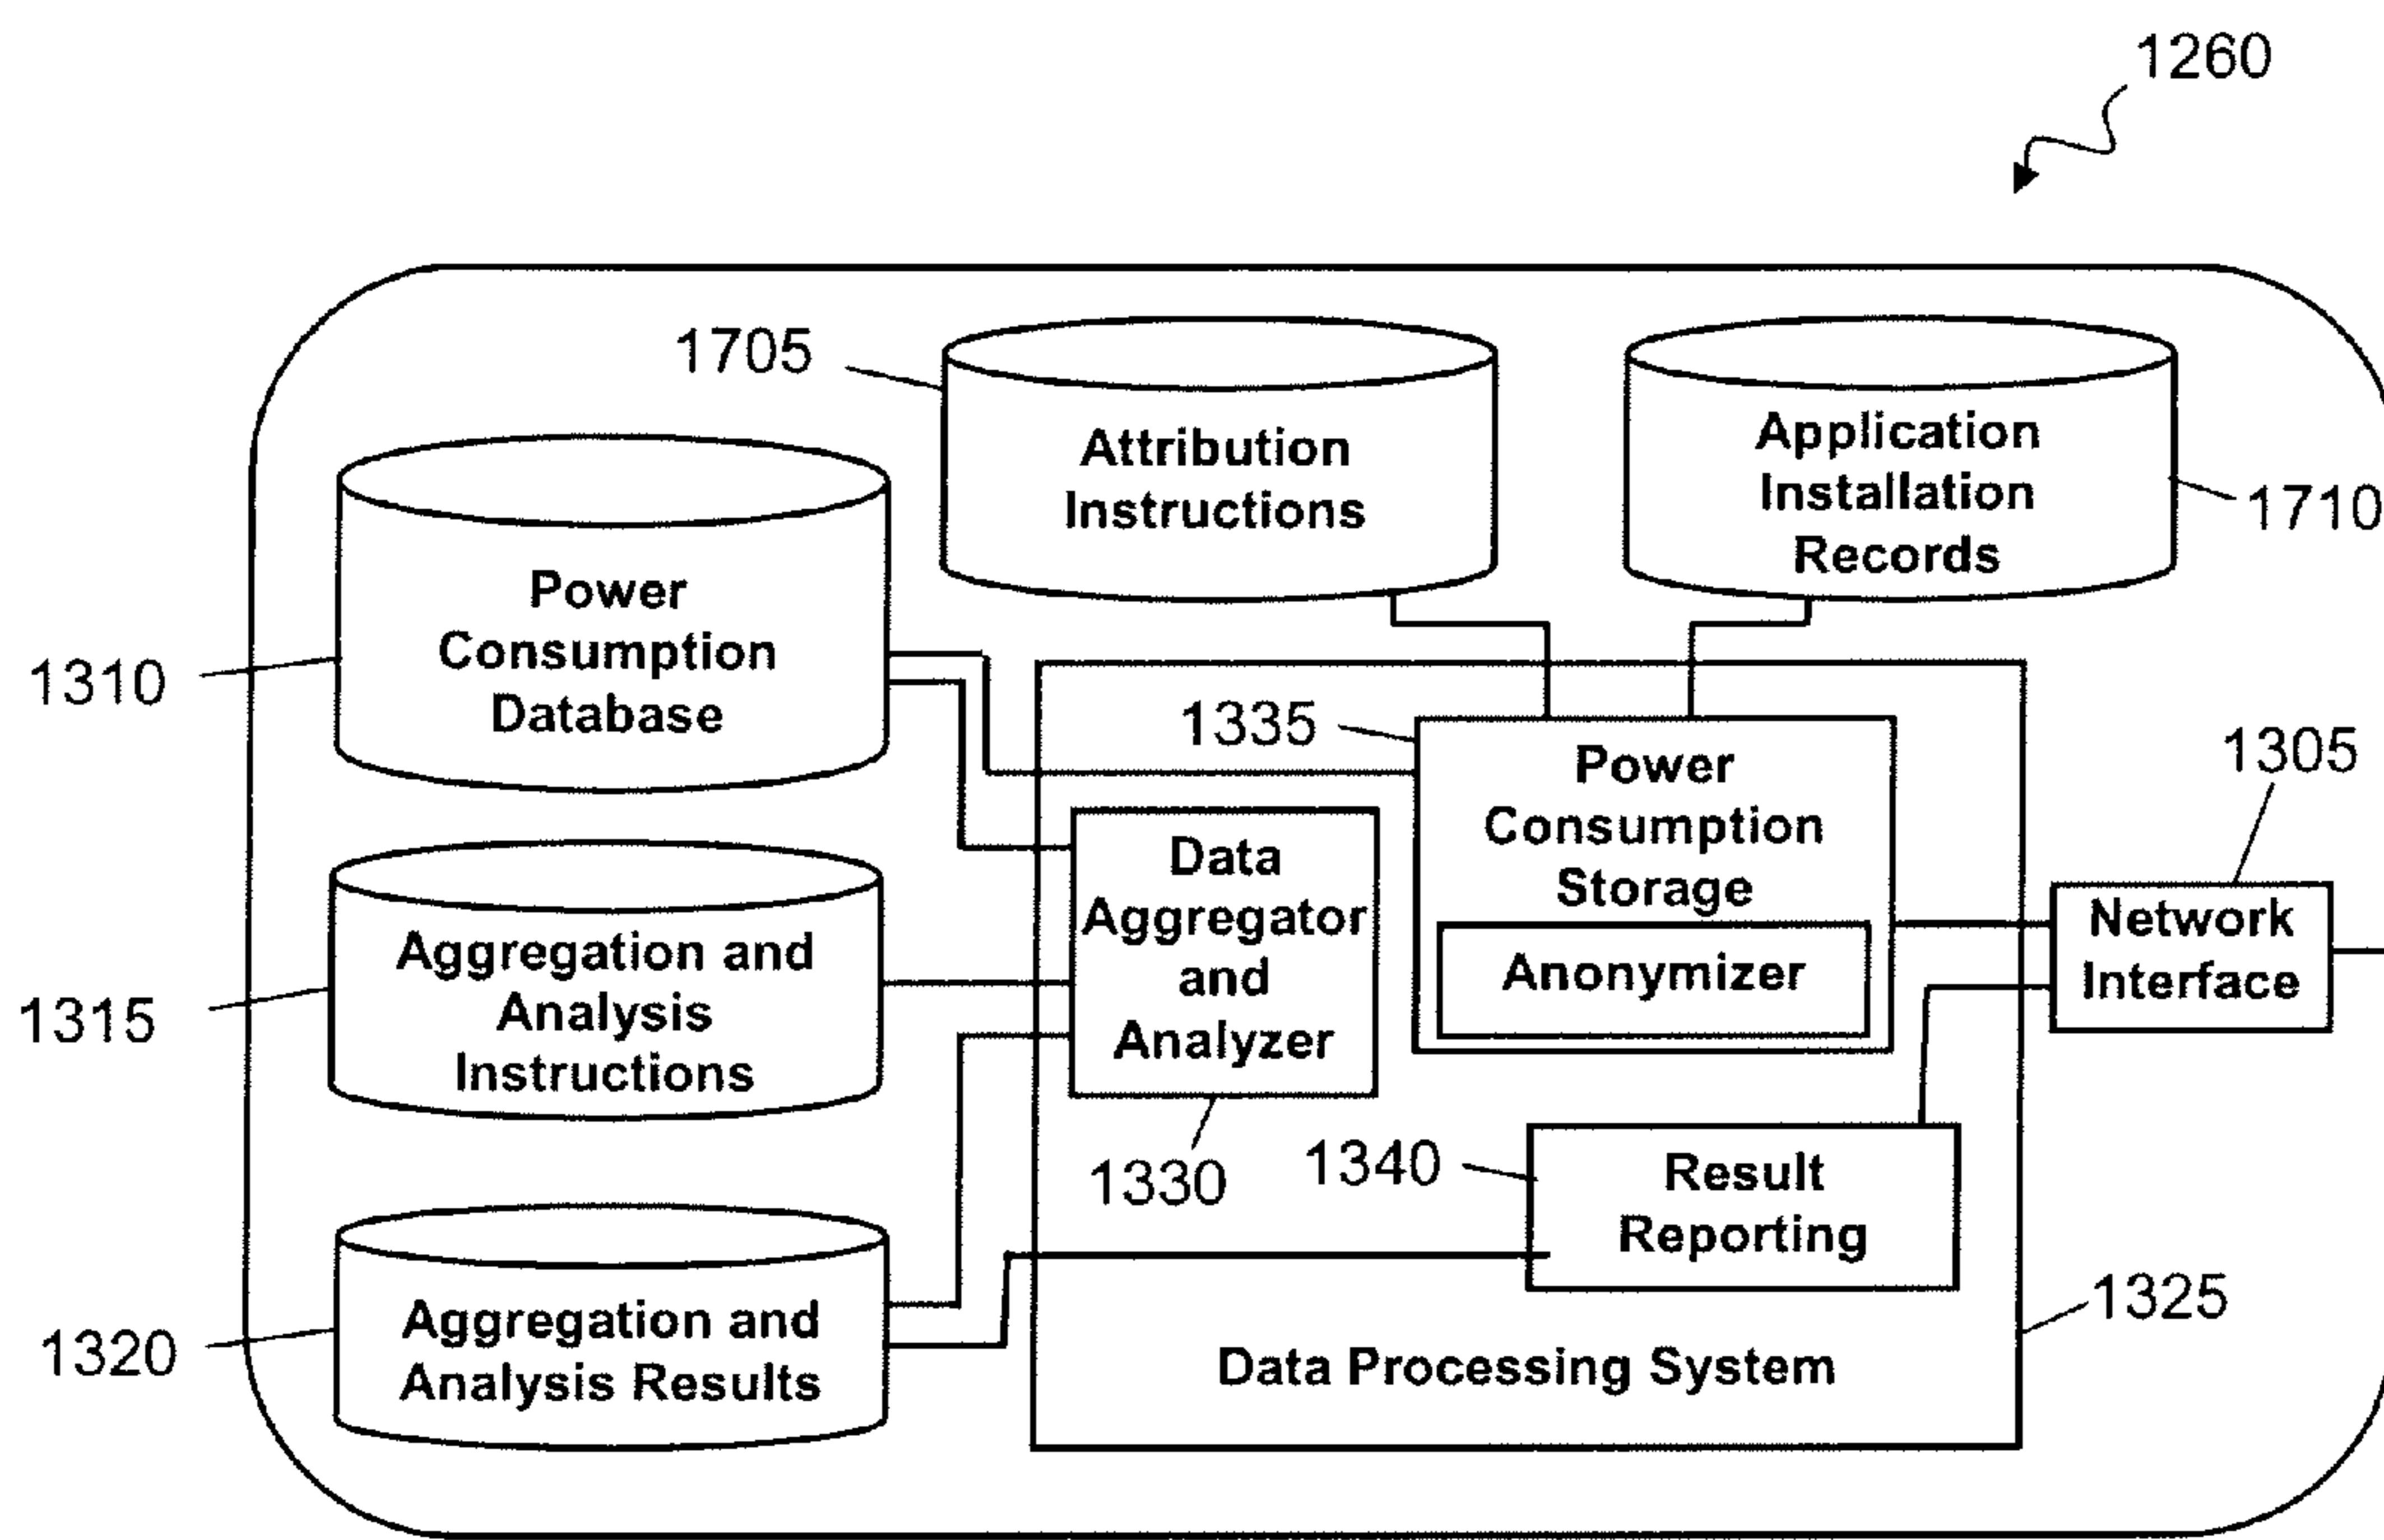 1260
1705
Attribution
Instructions
Application
Installation
Records
1710
Power
Consumption
Database
1310
1335
Power
Consumption
Storage
Anonymizer
1305
Network
Interface
Data
Aggregator
and
Analyzer
1330
Aggregation and
Analysis
Instructions
1315
1340
Result
Reporting
1325
Aggregation and
Analysis Results
1320
Data Processing System